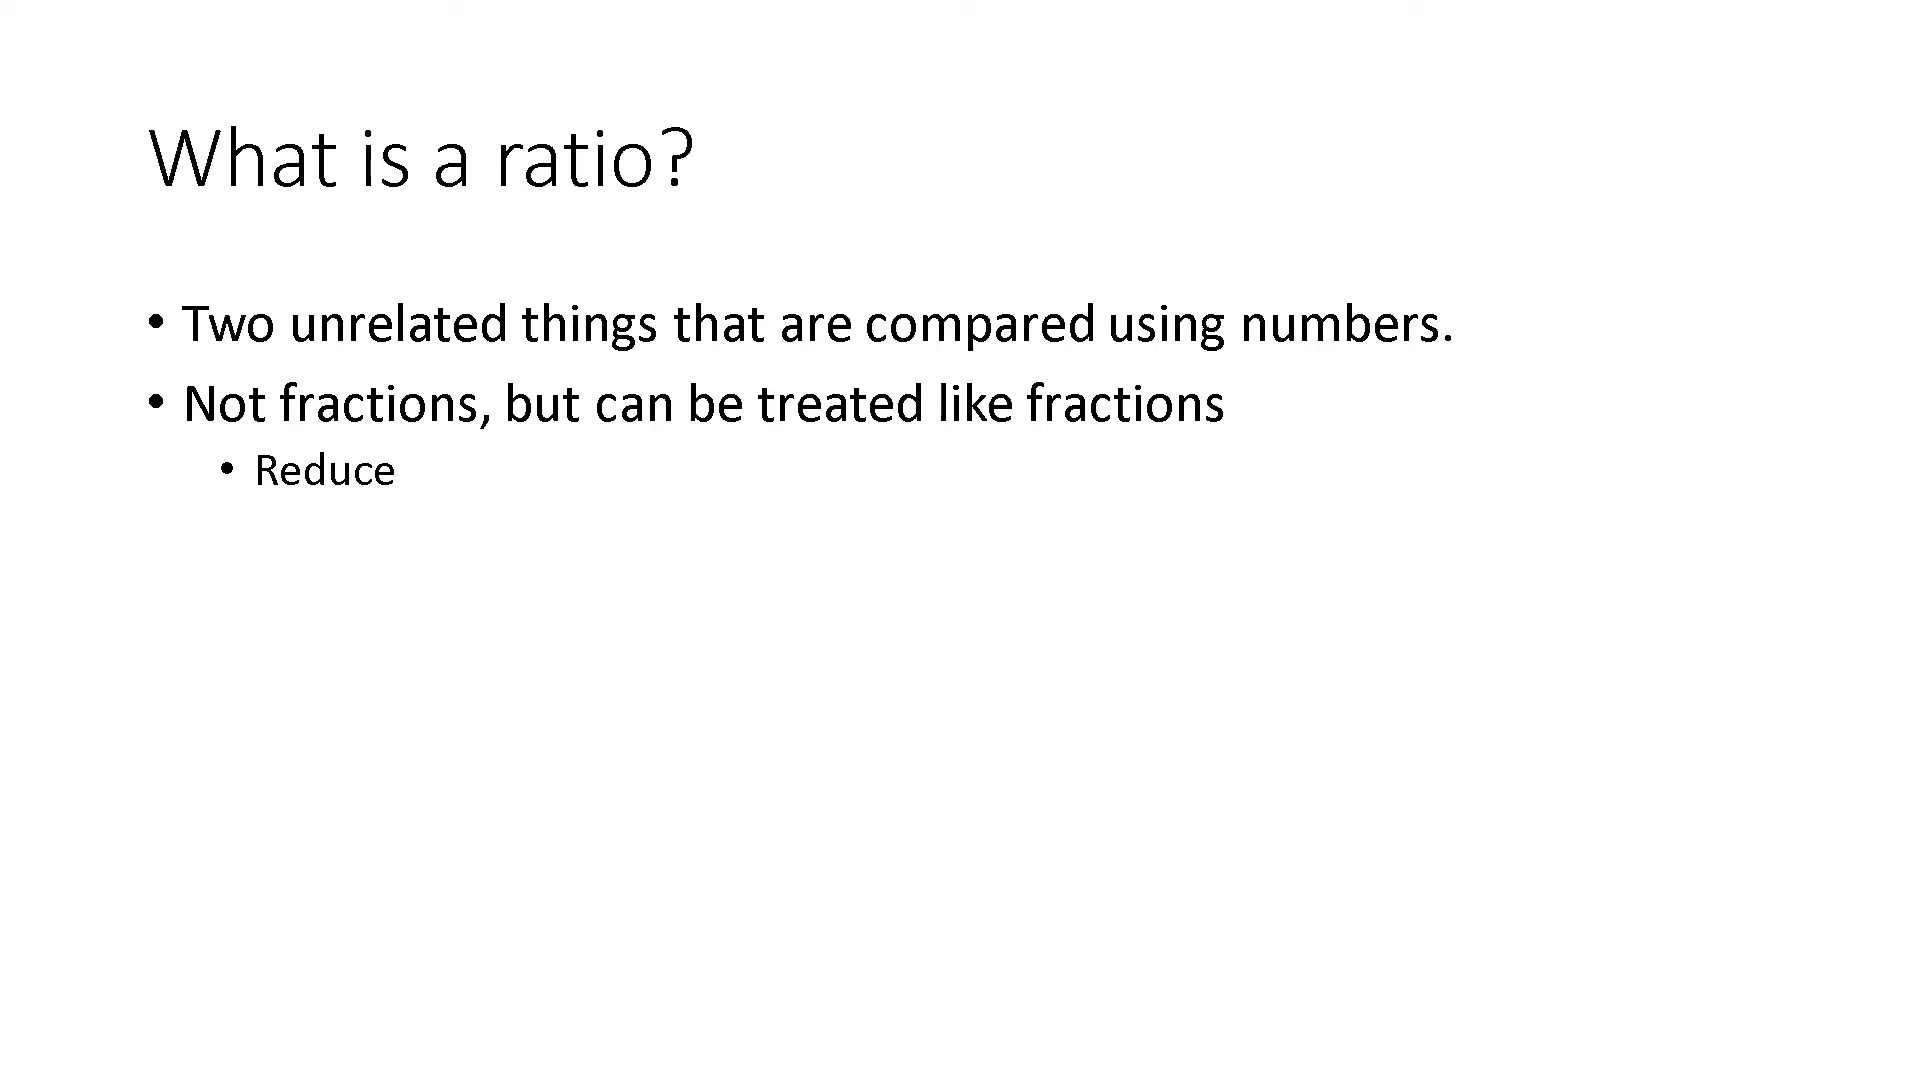 What is a ratio?
• Two unrelated things that are compared using numbers.
• Not fractions, but can be treated like fractions
• Reduce